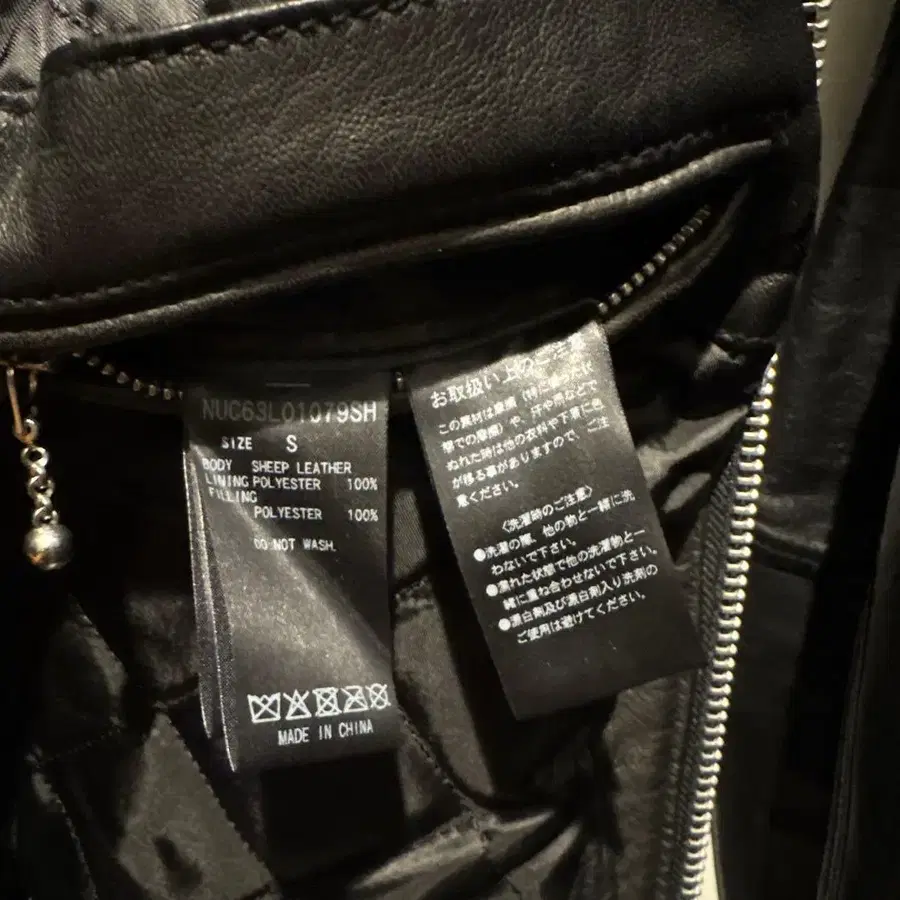 NUC63L01079SH
SIZE S
BODY SHEEP LEATHER
LINING POLYESTER 100%
FILLING
POLYESTER 100%
DO NOT WASH.
MADE IN CHINA
お取扱い上のご注意
この素材は摩擦(特に湿った状
態での摩擦)や、汗や雨などで
ぬれた時は他の衣料や下着に色
が移る事がありますので、ご注
意ください。
〈洗濯時のご注意〉
●洗濯の際、他の物と一緒に洗
わないで下さい。
●濡れた状態で他の洗濯物と一
緒に重ね合わせないで下さい。
●漂白剤及び漂白剤入り洗剤の
ご使用は避けてください。